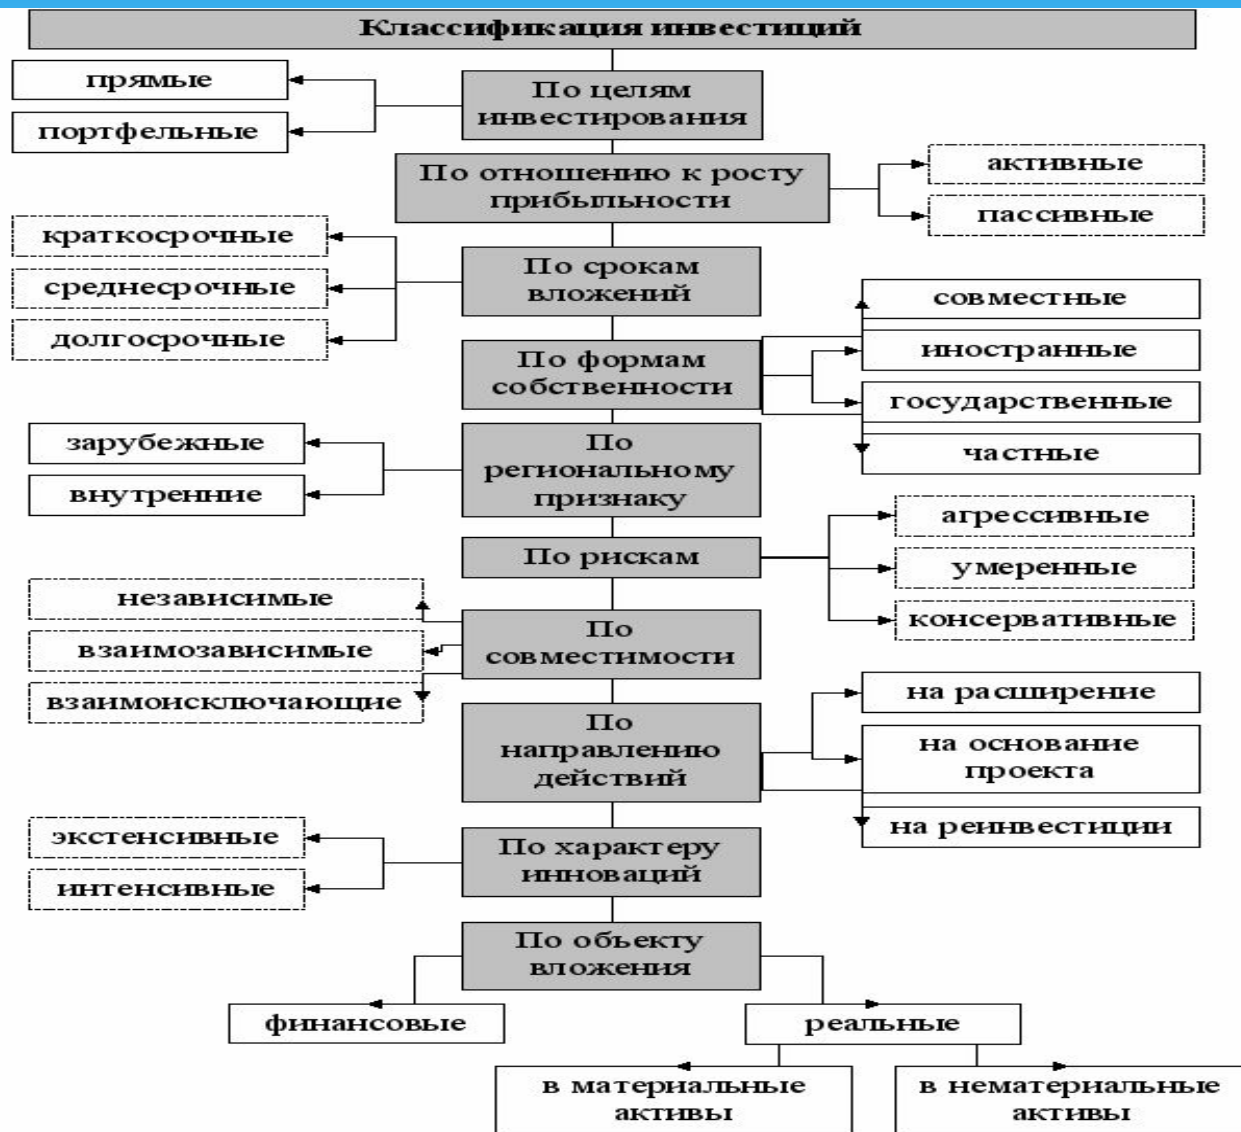 Классификация инвестиций
По целям
инвестирования
прямые
портфельные
По отношению к росту
прибыльности
активные
пассивные
По срокам
вложений
краткосрочные
среднесрочные
долгосрочные
По формам
собственности
совместные
иностранные
государственные
частные
По
региональному
признаку
зарубежные
внутренние
По рискам
агрессивные
умеренные
консервативные
По
совместимости
независимые
взаимозависимые
взаимоисключающие
По
направлению
действий
на расширение
на основание
проекта
на реинвестиции
По характеру
инноваций
экстенсивные
интенсивные
По объекту
вложения
финансовые
реальные
в материальные
активы
в нематериальные
активы